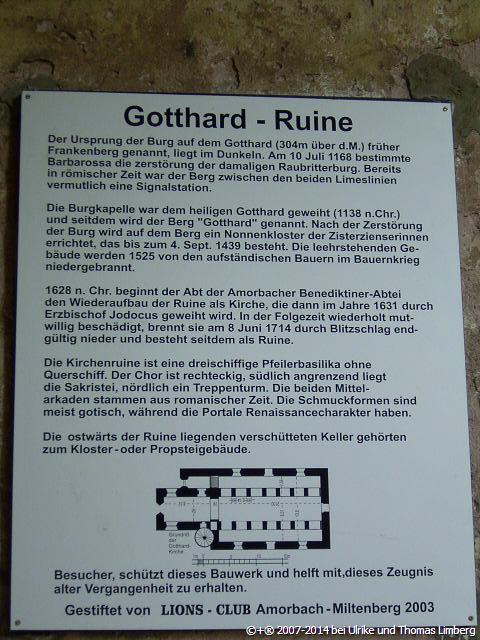 Gotthard - Ruine
Der Ursprung der Burg auf dem Gotthard (304m über d.M.) früher
Frankenberg genannt, liegt im Dunkeln. Am 10 Juli 1168 bestimmte
Barbarossa die zerstörung der damaligen Raubritterburg. Bereits
in römischer Zeit war der Berg zwischen den beiden Limeslinien
vermutlich eine Signalstation.
Die Burgkapelle war dem heiligen Gotthard geweiht (1138 n.Chr.)
und seitdem wird der Berg "Gotthard" genannt. Nach der Zerstörung
der Burg wird auf dem Berg ein Nonnenkloster der Zisterzienserinnen
errichtet, das bis zum 4. Sept. 1439 besteht. Die leehrstehenden Ge-
bäude werden 1525 von den aufständischen Bauern im Bauernkrieg
niedergebrannt.
1628 n. Chr. beginnt der Abt der Amorbacher Benediktiner-Abtei
den Wiederaufbau der Ruine als Kirche, die dann im Jahre 1631 durch
Erzbischof Jodocus geweiht wird. In der Folgezeit wiederholt mut-
willig beschädigt, brennt sie am 8 Juni 1714 durch Blitzschlag end-
gültig nieder und besteht seitdem als Ruine.
Die Kirchenruine ist eine dreischiffige Pfeilerbasilika ohne
Querschiff. Der Chor ist rechteckig, südlich angrenzend liegt
die Sakristei, nördlich ein Treppenturm. Die beiden Mittel-
arkaden stammen aus romanischer Zeit. Die Schmuckformen sind
meist gotisch, während die Portale Renaissancecharakter haben.
Die ostwärts der Ruine liegenden verschütteten Keller gehörten
zum Kloster-oder Propsteigebäude.
Grundriß
der
Gotthard-
Kirche
Besucher, schützt dieses Bauwerk und helft mit,dieses Zeugnis
alter Vergangenheit zu erhalten.
Gestiftet von LIONS - CLUB Amorbach-Miltenberg 2003
©+® 2007-2014 bei Ulrike und Thomas Limberg